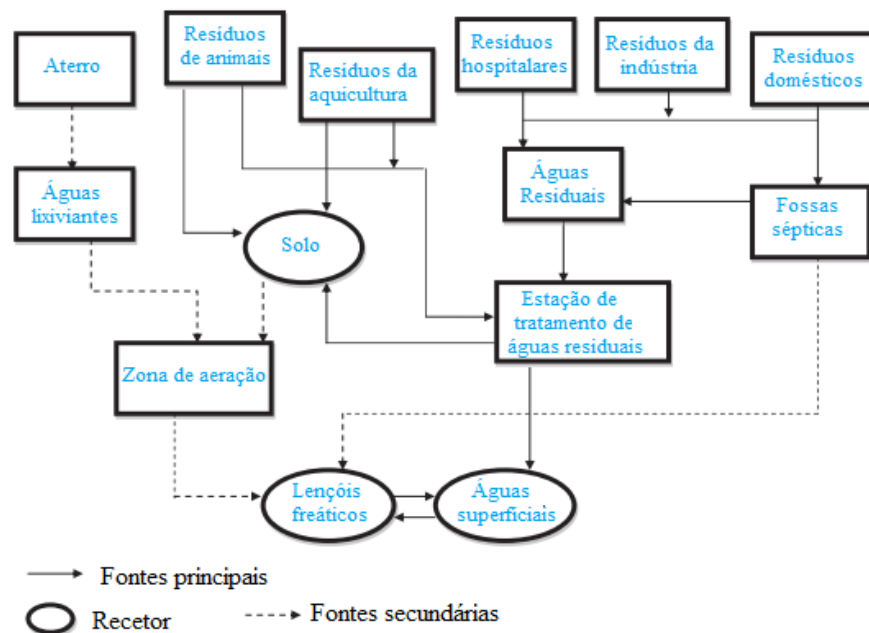 Aterro
Resíduos
de animais
Resíduos da
aquicultura
Resíduos
hospitalares
Resíduos da
indústria
Resíduos
domésticos
Águas
lixiviantes
Águas
Residuais
Fossas
sépticas
Solo
Estação de
tratamento de
águas residuais
Zona de aeração
Lençóis
freáticos
Águas
superfíciais
Fontes principais
Recetor
Fontes secundárias